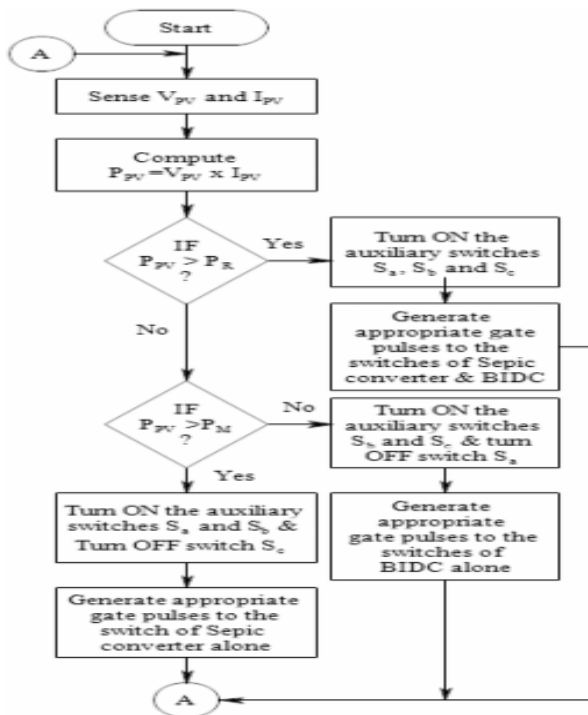 Start
A
Sense V_PV and I_PV
Compute
P_PV =V_PV x I_PV
IF
P_PV > P_R
?
Yes
No
Turn ON the
auxiliary switches
S_a, S_b and S_c
Generate
appropriate gate
pulses to the
switches of Sepic
converter & BIDC
IF
P_PV >P_M
?
No
Yes
Turn ON the
auxiliary switches
S_b and S_c & turn
OFF switch S_a
Turn ON the auxiliary
switches S_a and S_b &
Turn OFF switch S_c
Generate
appropriate
gate pulses to the
switches of
BIDC alone
Generate appropriate
gate pulses to the
switch of Sepic
converter alone
A